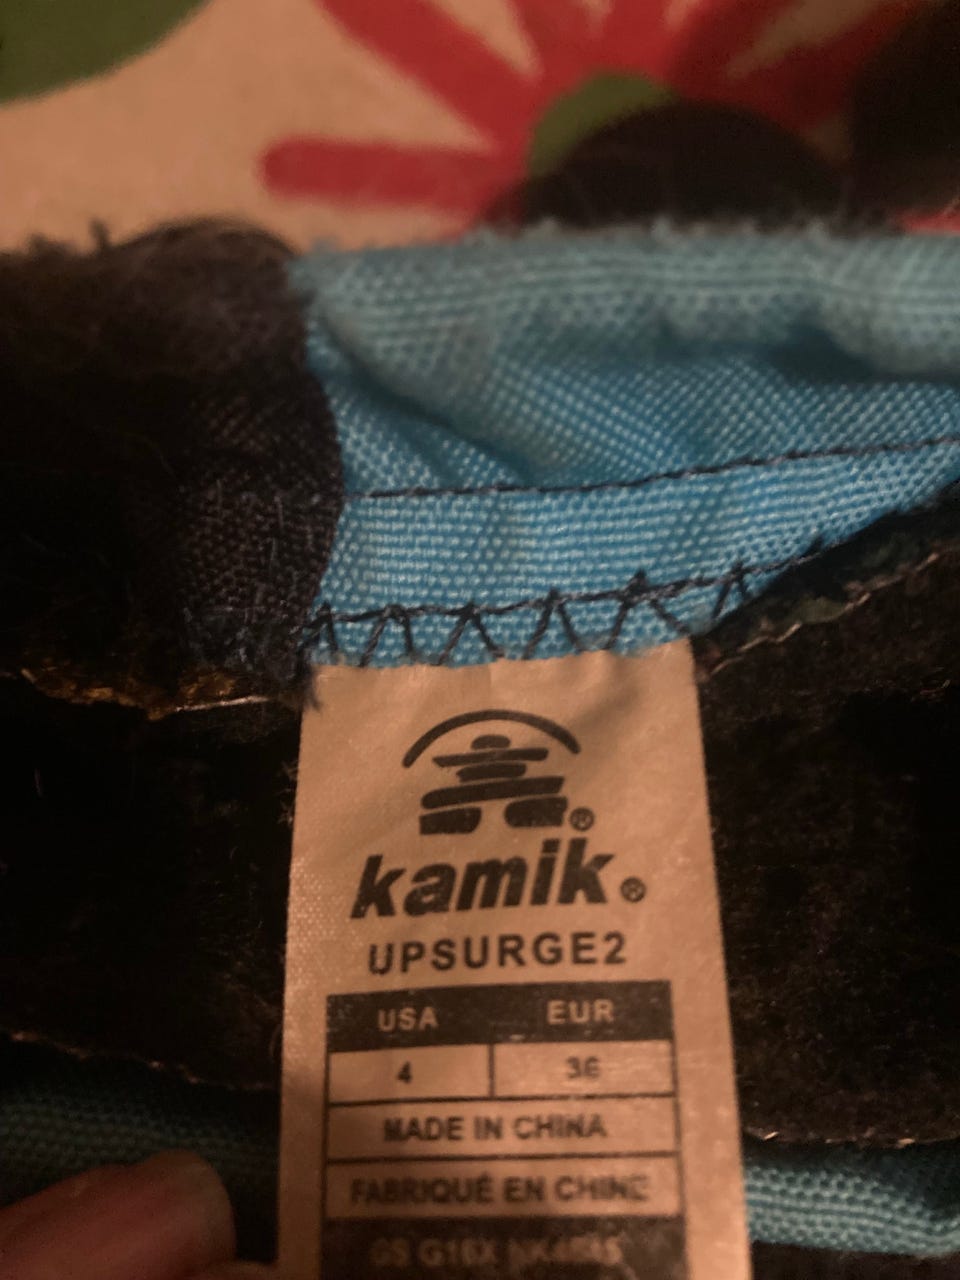 ®
kamik®
UPSURGE2
USA EUR
4 36
MADE IN CHINA
FABRIQUÉ EN CHINE